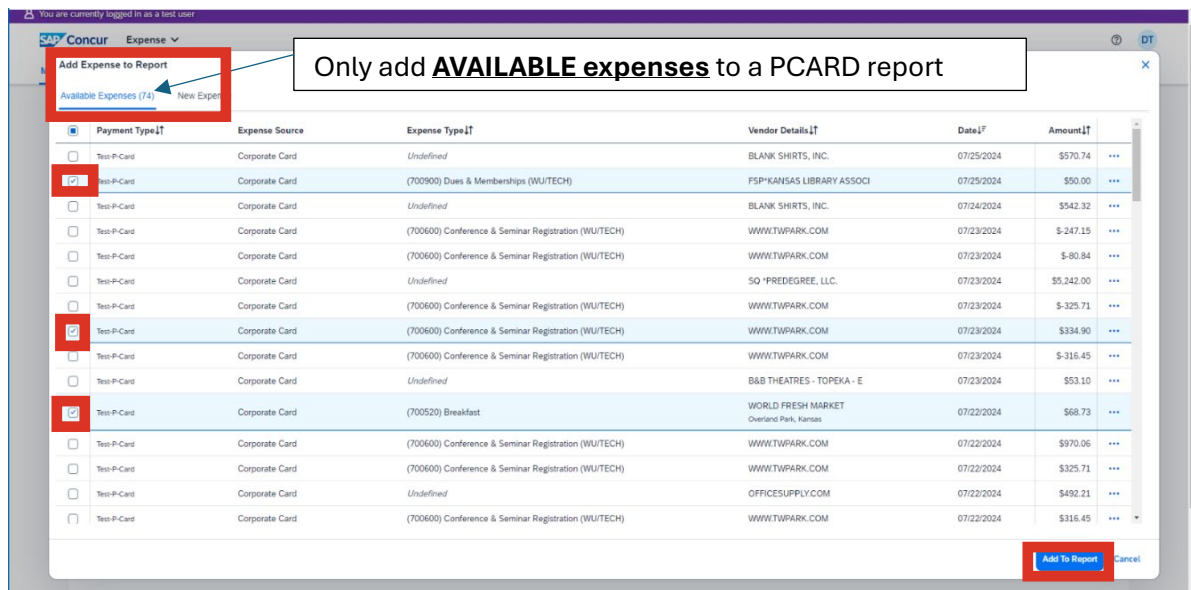 You are currently logged in as a test user
SAP Concur Expense
DT
Only add AVAILABLE expenses to a PCARD report
Add Expense to Report
Available Expenses (74) New Expen
Payment Type Expense Source Expense Type Vendor Details Date Amount
Test-P-Card Corporate Card Undefined BLANK SHIRTS, INC. 07/25/2024 $570.74
Test-P-Card Corporate Card (700900) Dues & Memberships (WU/TECH) FSP*KANSAS LIBRARY ASSOCI 07/25/2024 $50.00
Test-P-Card Corporate Card Undefined BLANK SHIRTS, INC. 07/24/2024 $542.32
Test-P-Card Corporate Card (700600) Conference & Seminar Registration (WU/TECH) WWW.TWPARK.COM 07/23/2024 $-247.15
Test-P-Card Corporate Card (700600) Conference & Seminar Registration (WU/TECH) WWW.TWPARK.COM 07/23/2024 $-80.84
Test-P-Card Corporate Card Undefined SQ *PREDEGREE, LLC. 07/23/2024 $5,242.00
Test-P-Card Corporate Card (700600) Conference & Seminar Registration (WU/TECH) WWW.TWPARK.COM 07/23/2024 $-325.71
Test-P-Card Corporate Card (700600) Conference & Seminar Registration (WU/TECH) WWW.TWPARK.COM 07/23/2024 $334.90
Test-P-Card Corporate Card (700600) Conference & Seminar Registration (WU/TECH) WWW.TWPARK.COM 07/23/2024 $-316.45
Test-P-Card Corporate Card Undefined B&B THEATRES - TOPEKA - E 07/23/2024 $53.10
Test-P-Card Corporate Card (700520) Breakfast WORLD FRESH MARKET 07/22/2024 $68.73
Overland Park, Kansas
Test-P-Card Corporate Card (700600) Conference & Seminar Registration (WU/TECH) WWW.TWPARK.COM 07/22/2024 $970.06
Test-P-Card Corporate Card (700600) Conference & Seminar Registration (WU/TECH) WWW.TWPARK.COM 07/22/2024 $325.71
Test-P-Card Corporate Card Undefined OFFICESUPPLY.COM 07/22/2024 $492.21
Test-P-Card Corporate Card (700600) Conference & Seminar Registration (WU/TECH) WWW.TWPARK.COM 07/22/2024 $316.45
Add To Report Cancel